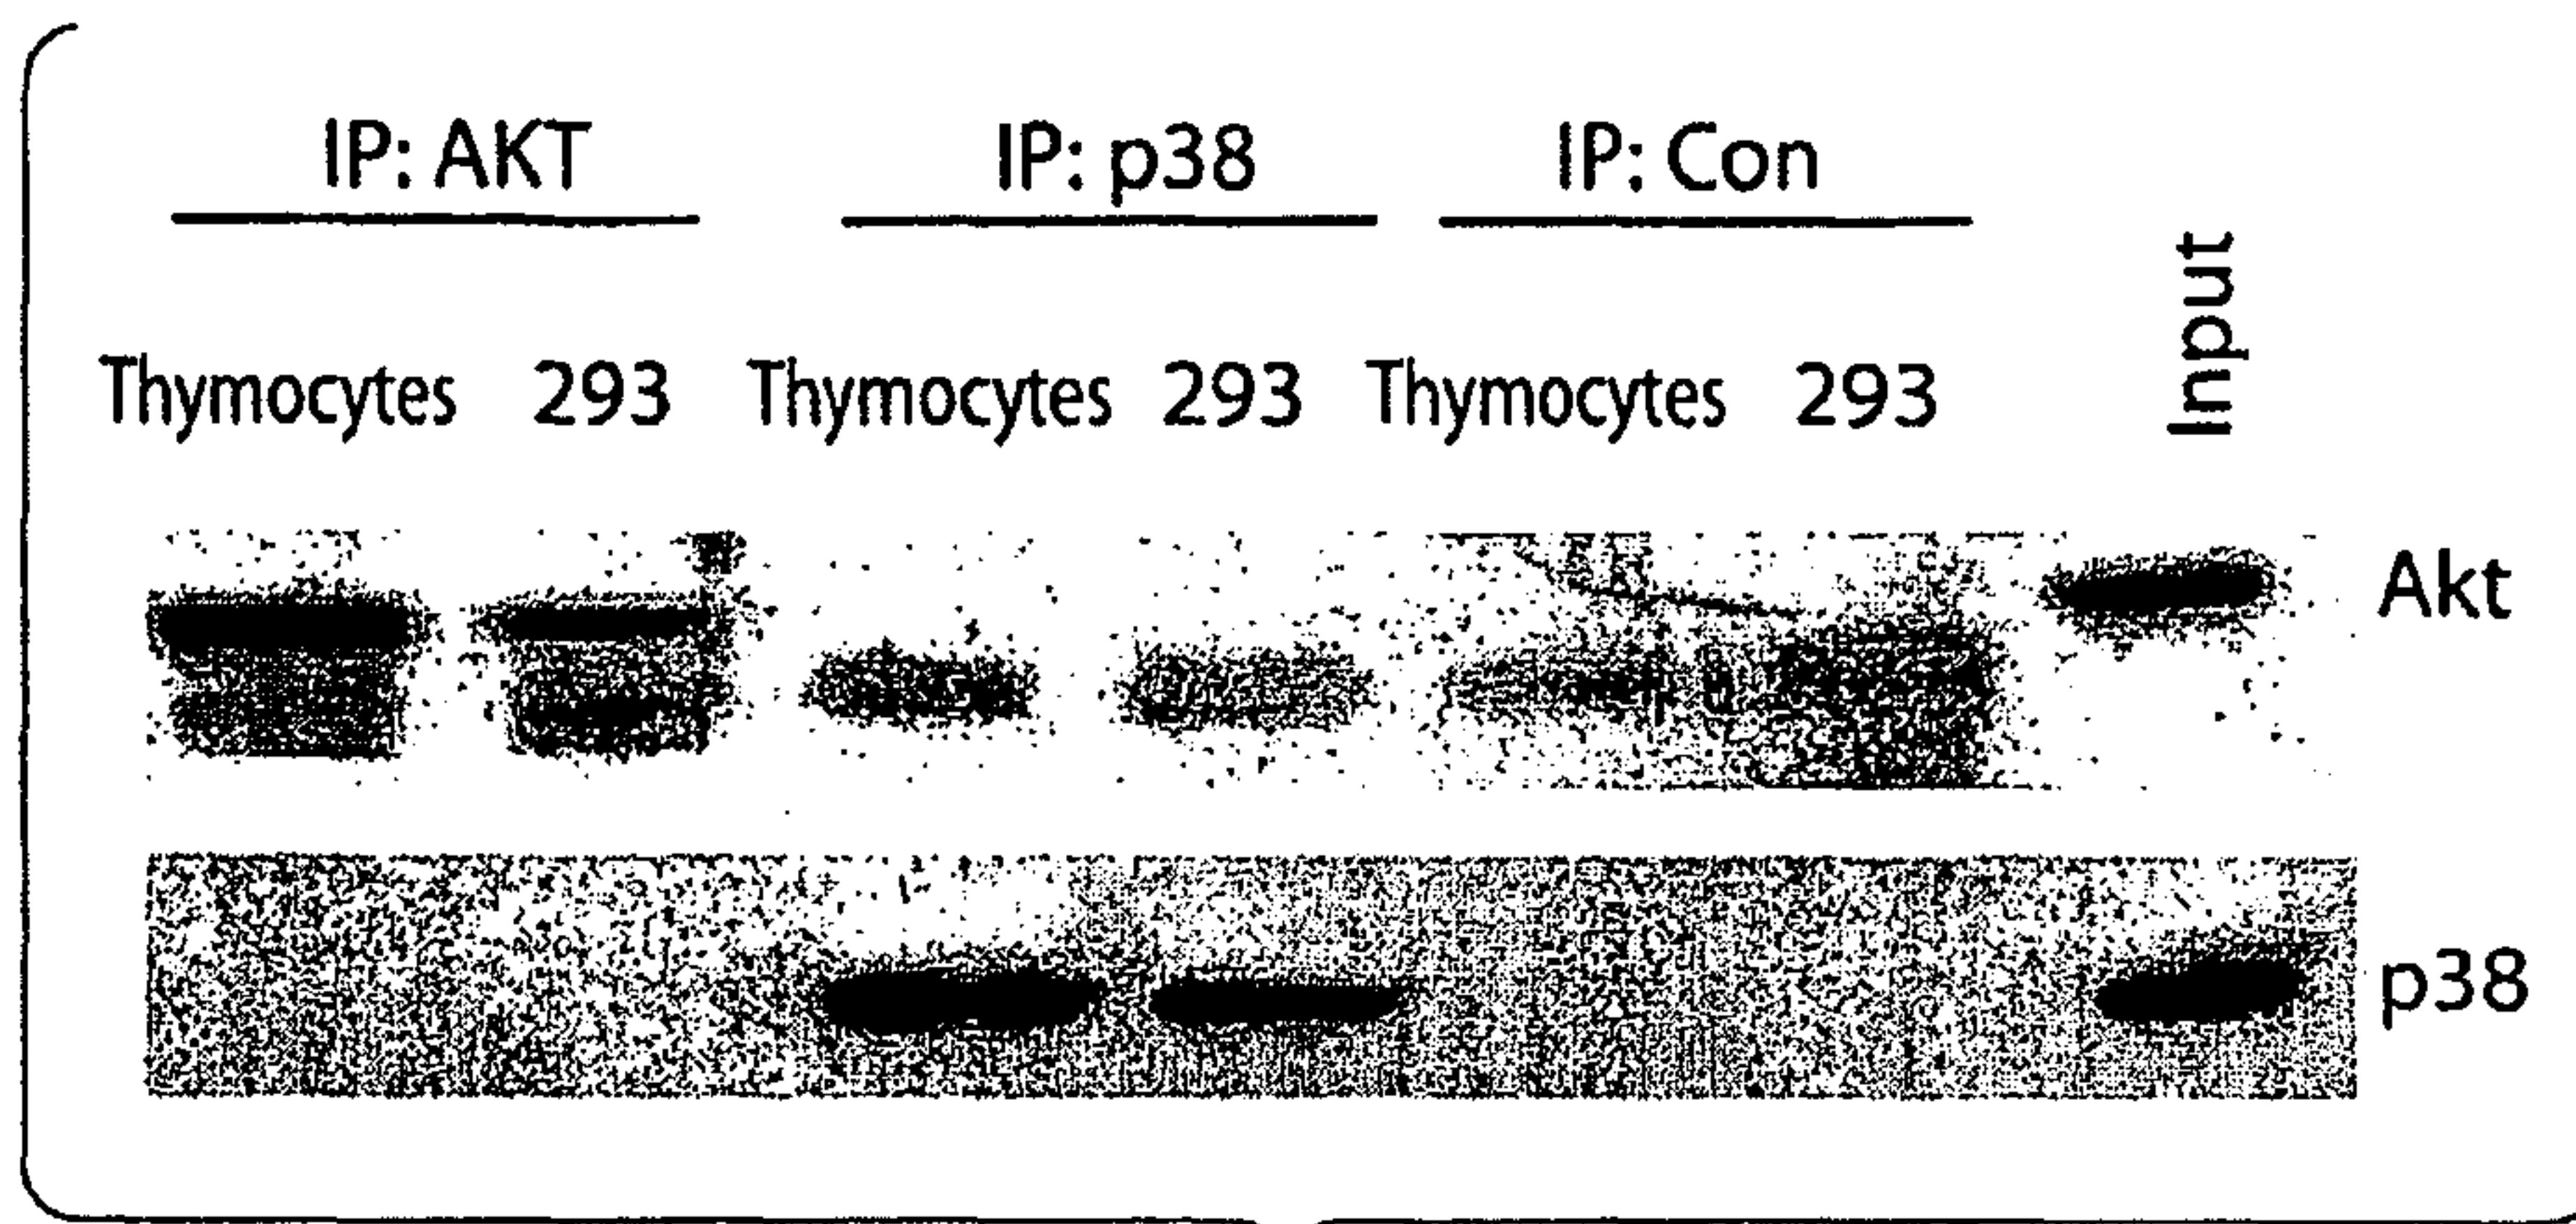 IP: AKT IP: p38 IP: Con
Input
Thymocytes 293 Thymocytes 293 Thymocytes 293
Akt
p38